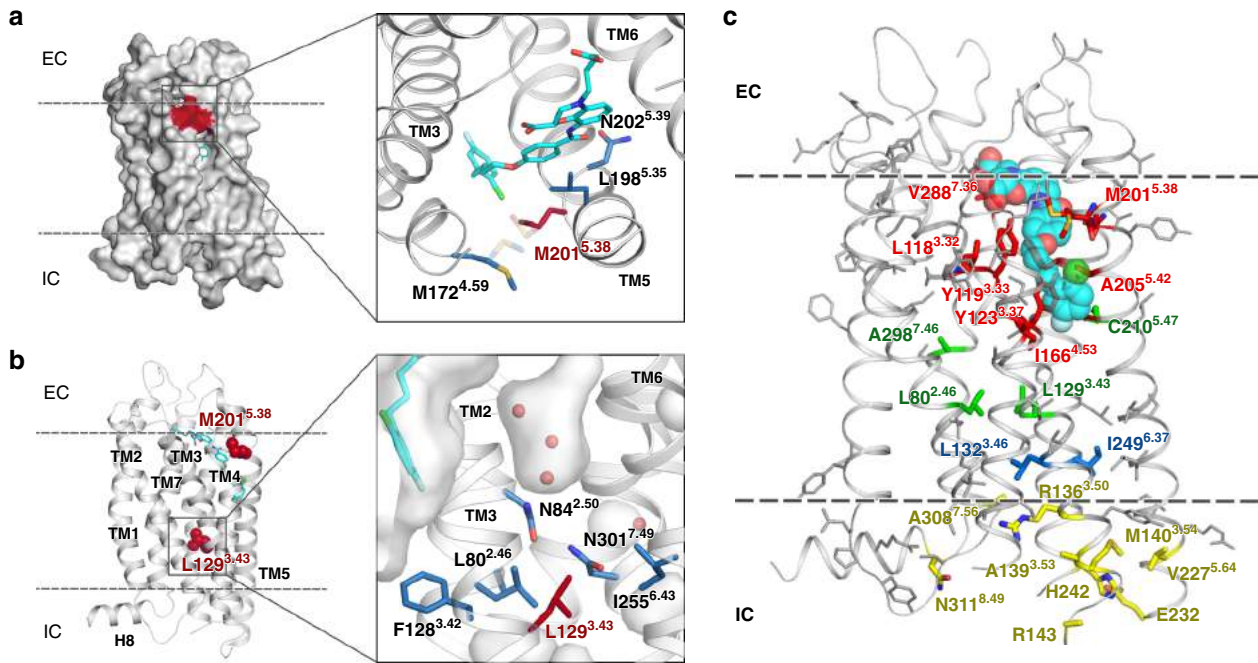 a
EC
IC
TM6
TM3
N202^5.39
L198^5.35
M201^5.38
M172^4.59
TM5
b
EC
M201^5.38
TM2
TM3
TM7
TM4
TM1
L129^3.43
TM5
IC
H8
TM6
TM2
N84^2.50
TM3
N301^7.49
L80^2.46
I255^6.43
F128^3.42
L129^3.43
c
EC
V288^7.36
M201^5.38
L118^3.32
Y119^3.33
A205^5.42
Y123^3.37
C210^5.47
A298^7.46
I166^4.53
L80^2.46
L129^3.43
L132^3.46
I249^6.37
R136^3.50
A308^7.56
M140^3.54
A139^3.53
V227^5.64
N311^8.49
H242
E232
IC
R143